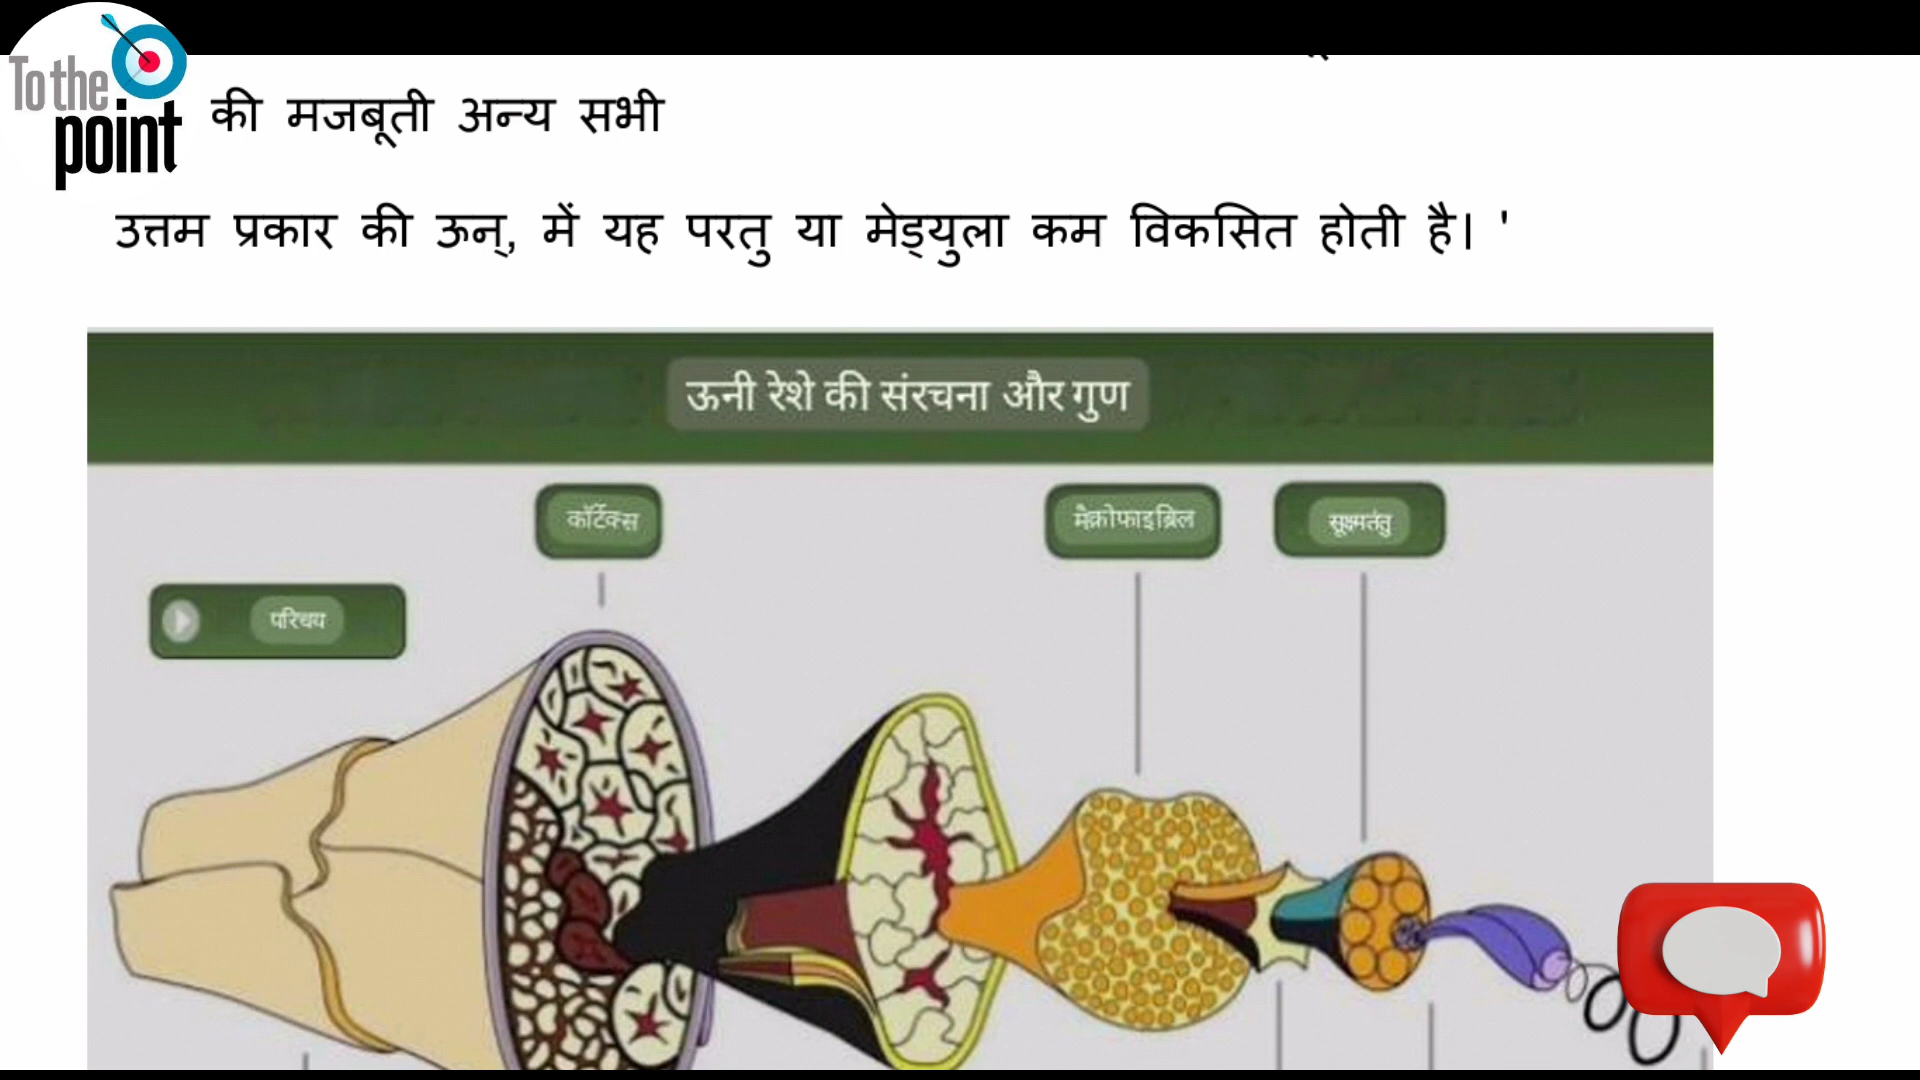 To the
point
की मजबूती अन्य सभी
उत्तम प्रकार की ऊन्, में यह परतु या मेड्युला कम विकसित होती है। '
ऊनी रेशे की संरचना और गुण
कॉर्टेक्स
मैक्रोफाइब्रिल
सूक्ष्मतंतु
परिचय